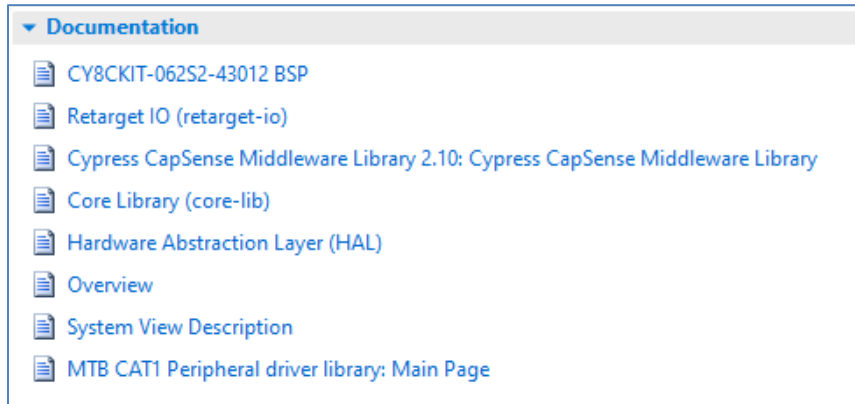 Documentation
CY8CKIT-062S2-43012 BSP
Retarget IO (retarget-io)
Cypress CapSense Middleware Library 2.10: Cypress CapSense Middleware Library
Core Library (core-lib)
Hardware Abstraction Layer (HAL)
Overview
System View Description
MTB CAT1 Peripheral driver library: Main Page